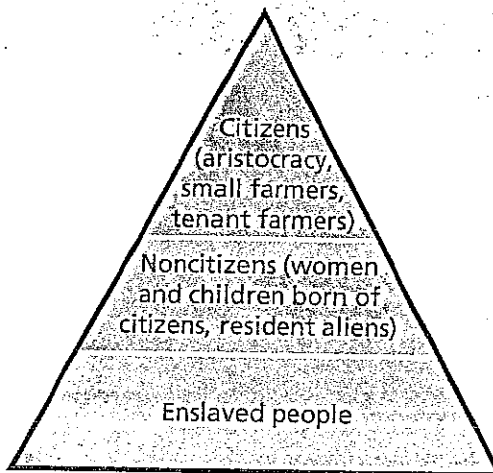 Citizens
(aristocracy,
small farmers,
tenant farmers)
Noncitizens (women
and children born of
citizens, resident aliens)
Enslaved people